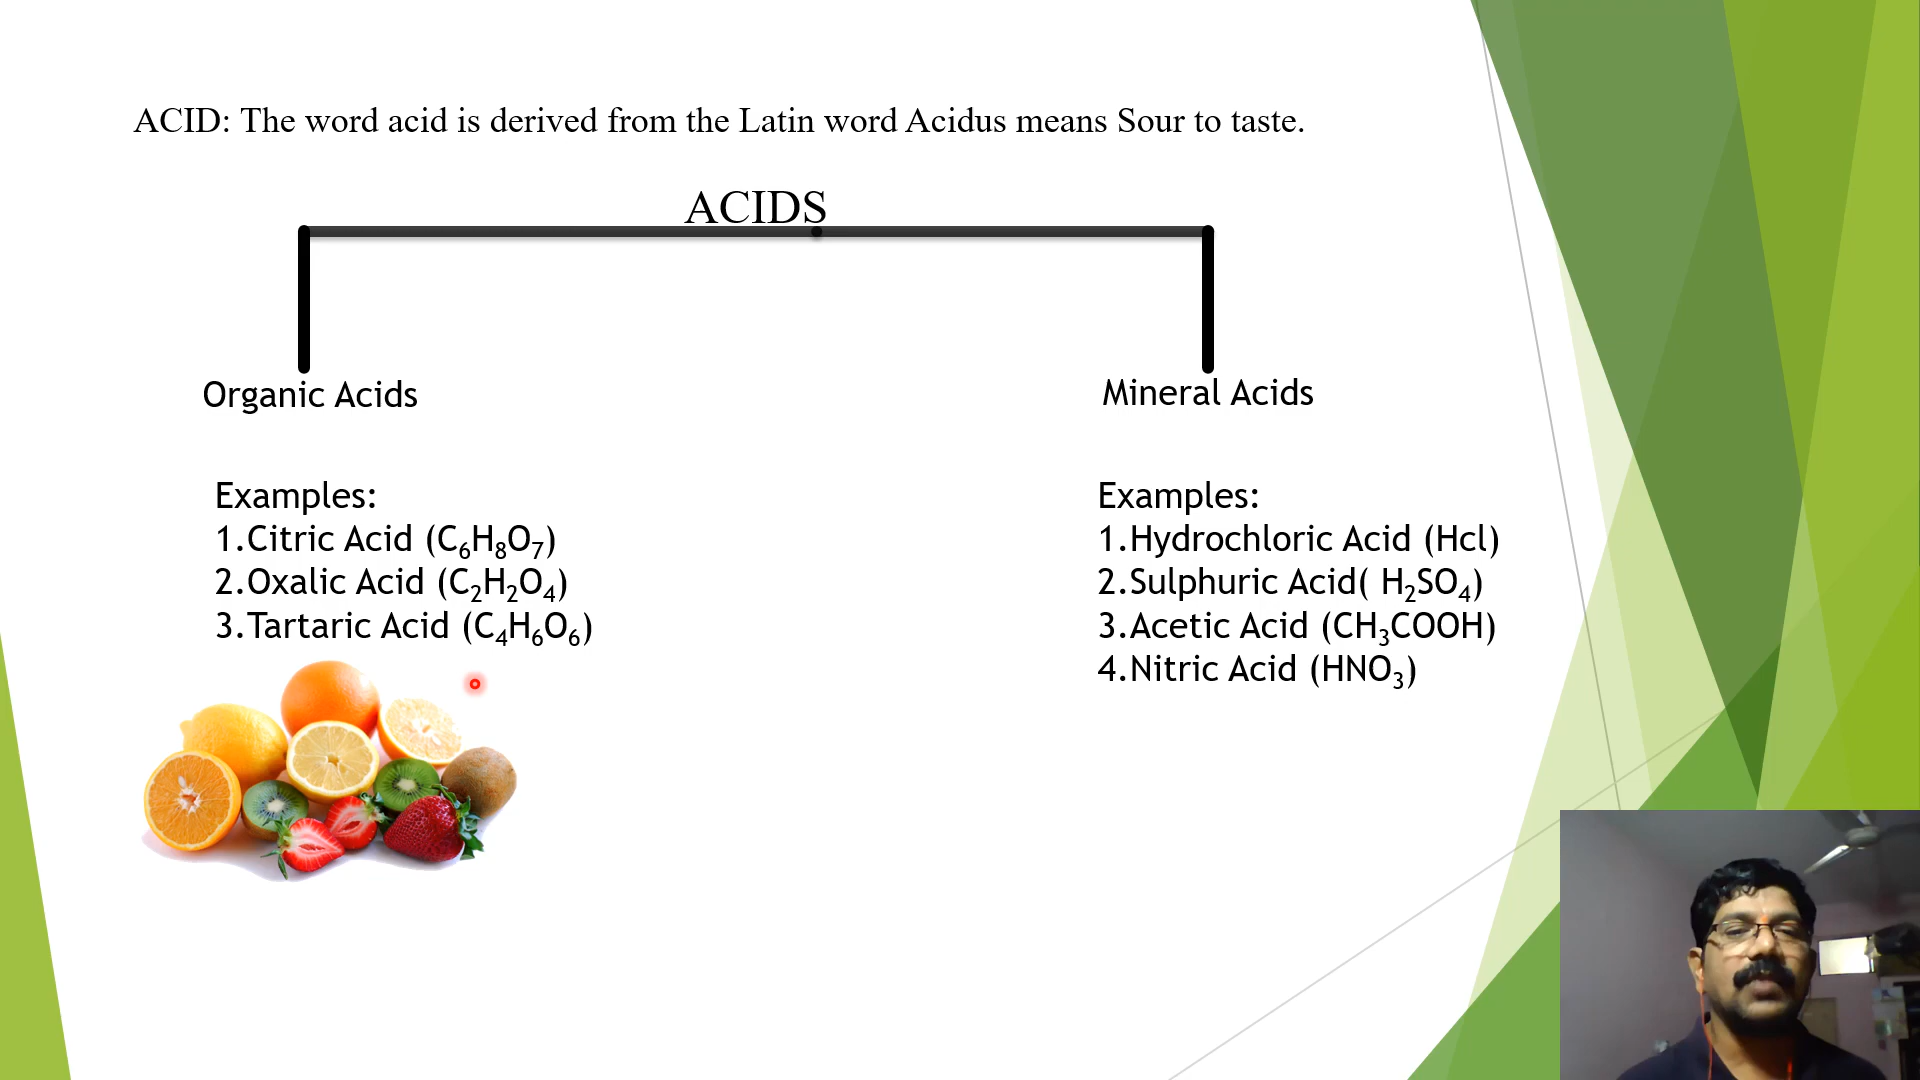 ACID: The word acid is derived from the Latin word Acidus means Sour to taste.
ACIDS
Organic Acids
Mineral Acids
Examples:
1.Citric Acid (C₆H₈O₇)
2.Oxalic Acid (C₂H₂O₄)
3.Tartaric Acid (C₄H₆O₆)
Examples:
1.Hydrochloric Acid (Hcl)
2.Sulphuric Acid( H₂SO₄)
3.Acetic Acid (CH₃COOH)
4.Nitric Acid (HNO₃)